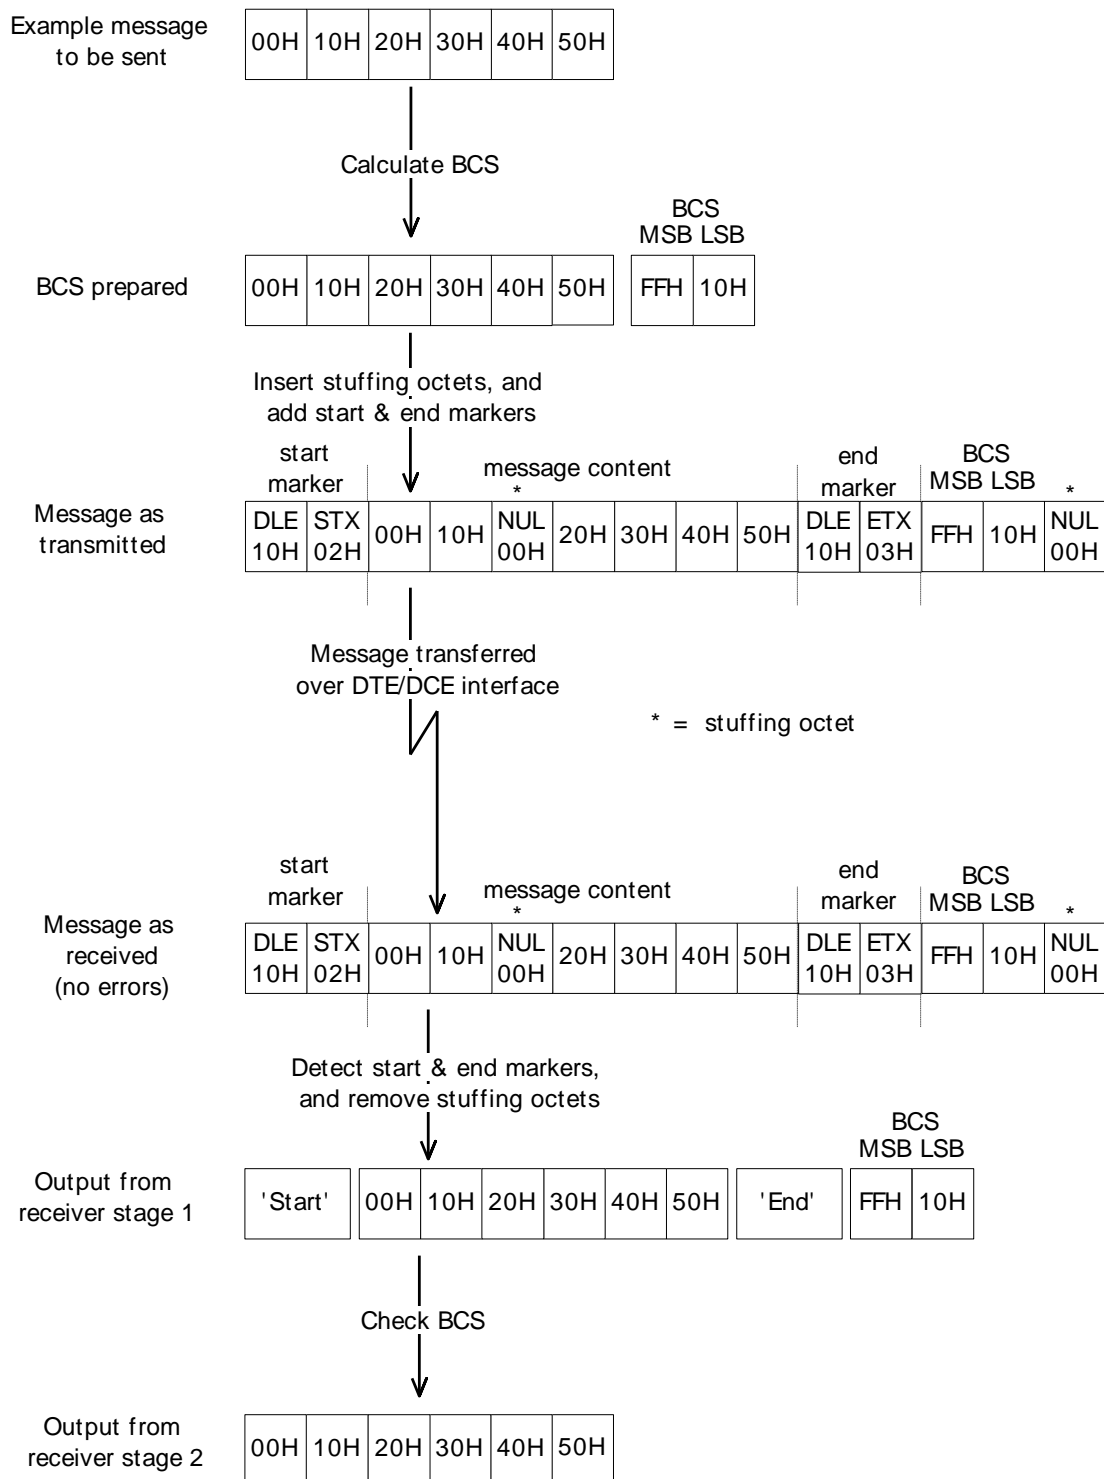 Example message
to be sent
00H 10H 20H 30H 40H 50H
Calculate BCS
BCS
MSB LSB
BCS prepared
00H 10H 20H 30H 40H 50H FFH 10H
Insert stuffing octets, and
add start & end markers
start
marker
message content
*
end
marker
BCS
MSB LSB
*
Message as
transmitted
DLE STX 00H 10H NUL 20H 30H 40H 50H DLE ETX FFH 10H NUL
10H 02H 00H 10H 03H 00H
Message transferred
over DTE/DCE interface
* = stuffing octet
start
marker
message content
*
end
marker
BCS
MSB LSB
*
Message as
received
(no errors)
DLE STX 00H 10H NUL 20H 30H 40H 50H DLE ETX FFH 10H NUL
10H 02H 00H 10H 03H 00H
Detect start & end markers,
and remove stuffing octets
BCS
MSB LSB
Output from
receiver stage 1
'Start' 00H 10H 20H 30H 40H 50H 'End' FFH 10H
Check BCS
Output from
receiver stage 2
00H 10H 20H 30H 40H 50H